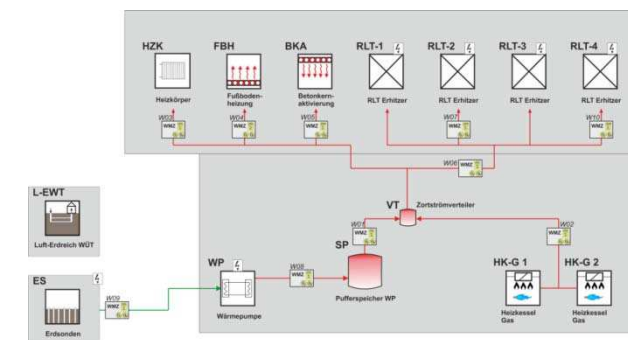 HZK FBH BKA RLT-1 RLT-2 RLT-3 RLT-4
Heizkörper Fußboden-
heizung Betonkern-
aktivierung RLT Erhitzer RLT Erhitzer RLT Erhitzer RLT Erhitzer
W03 W04 W05 W07 W10
WMZ WMZ WMZ WMZ WMZ
W06
WMZ
L-EWT
Luft-Erdreich WÜT
VT Zortströmverteiler
W01 W02
WMZ WMZ
SP
Pufferspeicher WP
WP
Wärmepumpe
W08
WMZ
HK-G 1 HK-G 2
Heizkessel
Gas Heizkessel
Gas
ES
Erdsonden
W09
WMZ